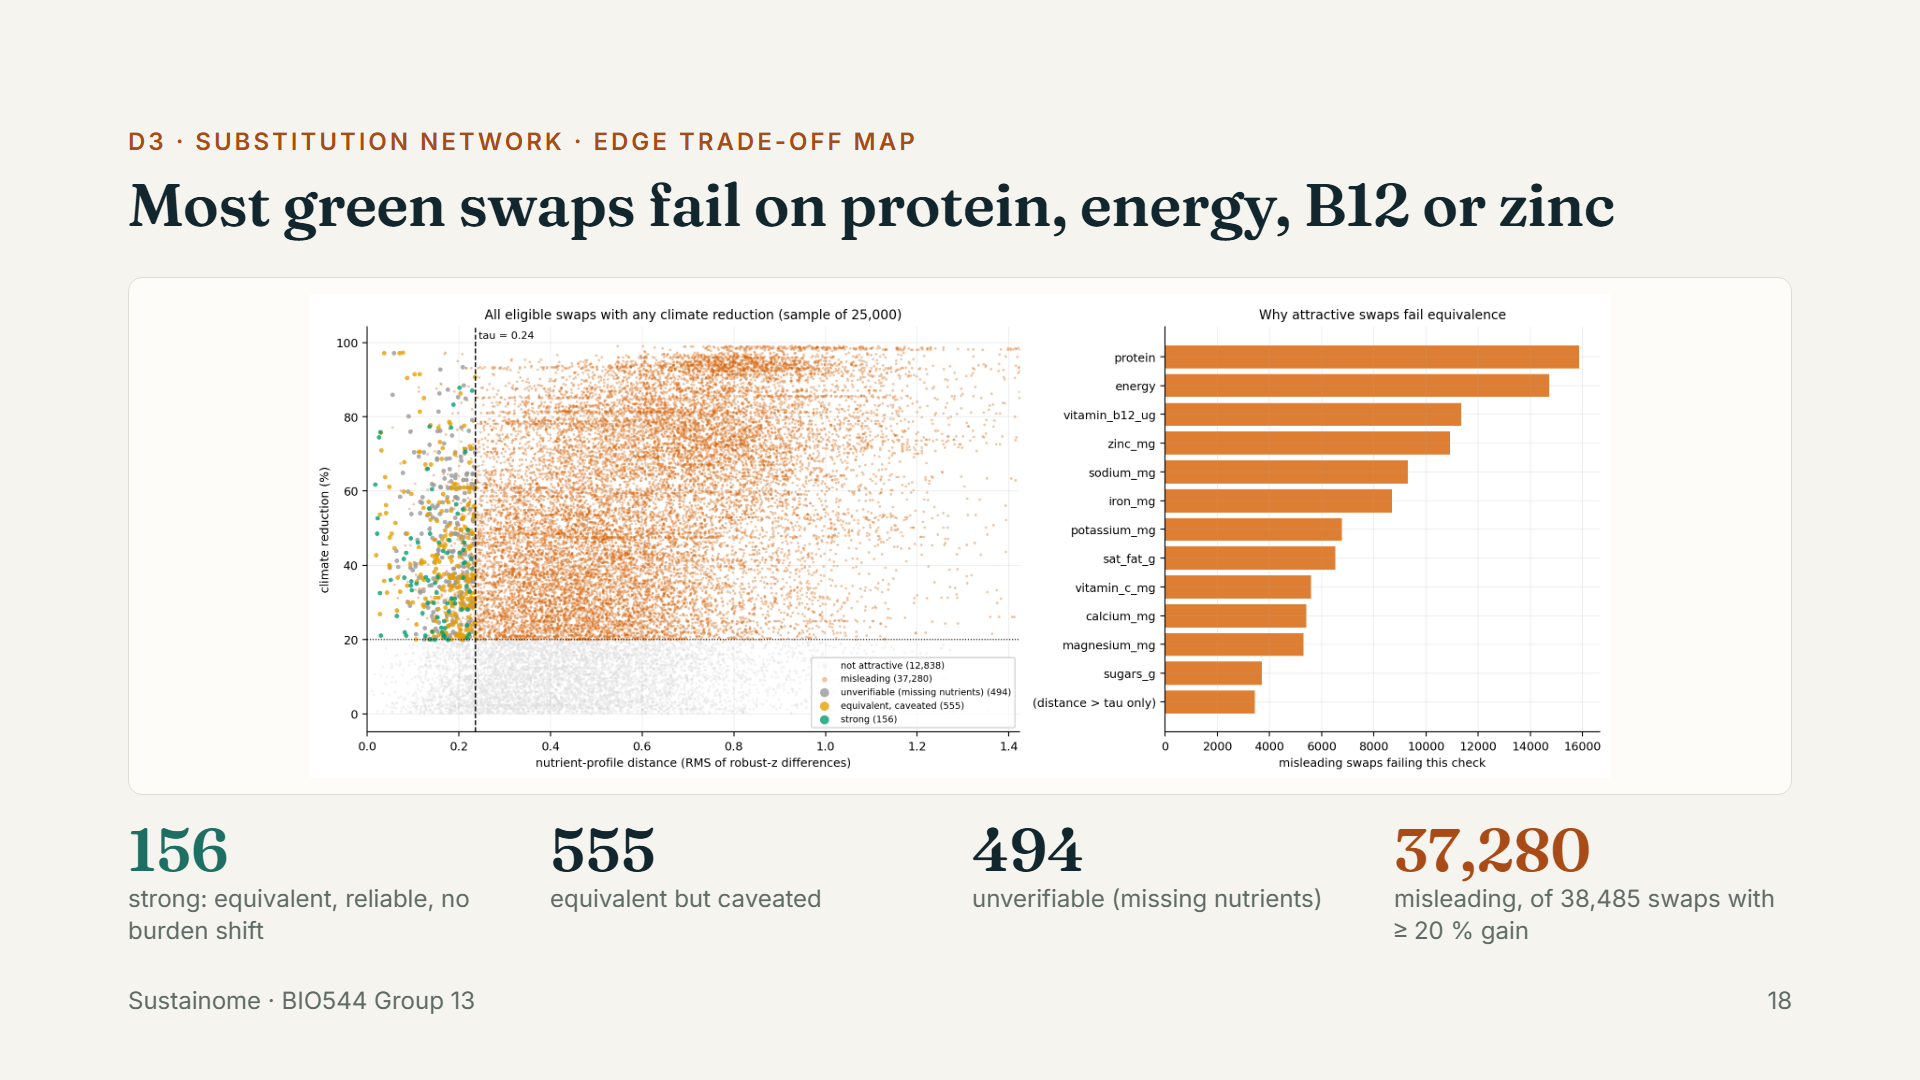 D3 · SUBSTITUTION NETWORK · EDGE TRADE-OFF MAP
Most green swaps fail on protein, energy, B12 or zinc
All eligible swaps with any climate reduction (sample of 25,000)
tau = 0.24
100
80
60
40
20
0
climate reduction (%)
not attractive (12,838)
misleading (37,280)
unverifiable (missing nutrients) (494)
equivalent, caveated (555)
strong (156)
0.0 0.2 0.4 0.6 0.8 1.0 1.2 1.4
nutrient-profile distance (RMS of robust-z differences)
Why attractive swaps fail equivalence
protein
energy
vitamin_b12_ug
zinc_mg
sodium_mg
iron_mg
potassium_mg
sat_fat_g
vitamin_c_mg
calcium_mg
magnesium_mg
sugars_g
(distance > tau only)
0 2000 4000 6000 8000 10000 12000 14000 16000
misleading swaps failing this check
156
strong: equivalent, reliable, no
burden shift
555
equivalent but caveated
494
unverifiable (missing nutrients)
37,280
misleading, of 38,485 swaps with
≥ 20 % gain
Sustainome · BIO544 Group 13
18